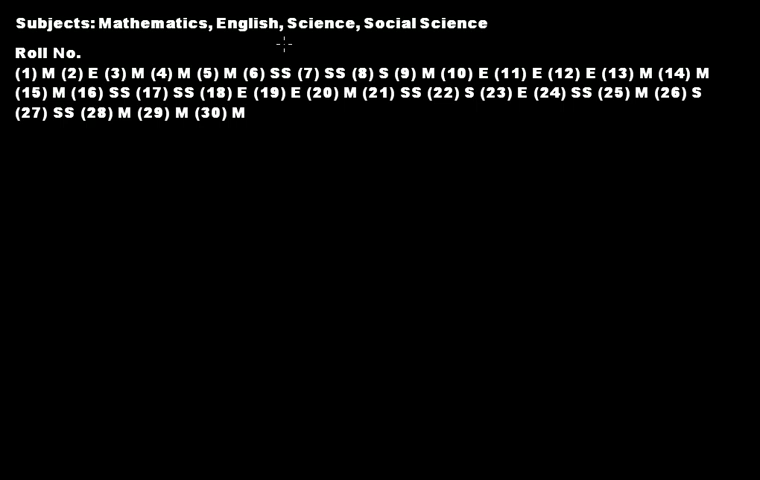 Subjects: Mathematics, English, Science, Social Science
Roll No.
(1) M (2) E (3) M (4) M (5) M (6) SS (7) SS (8) S (9) M (10) E (11) E (12) E (13) M (14) M
(15) M (16) SS (17) SS (18) E (19) E (20) M (21) SS (22) S (23) E (24) SS (25) M (26) S
(27) SS (28) M (29) M (30) M